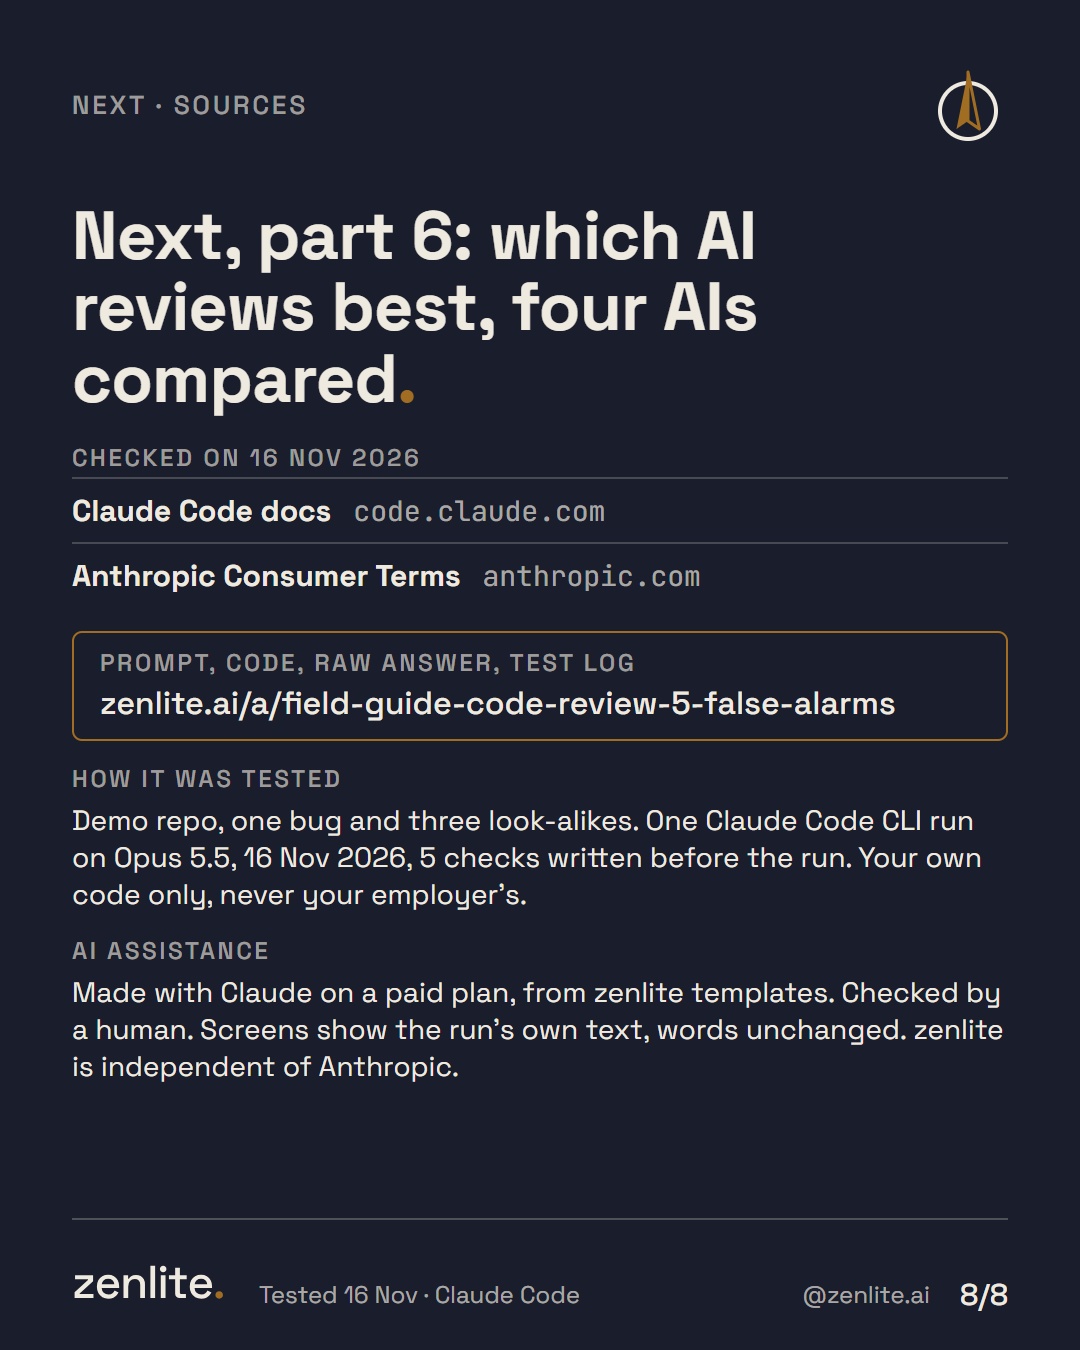 NEXT · SOURCES
Next, part 6: which AI
reviews best, four AIs
compared.
CHECKED ON 16 NOV 2026
Claude Code docs code.claude.com
Anthropic Consumer Terms anthropic.com
PROMPT, CODE, RAW ANSWER, TEST LOG
zenlite.ai/a/field-guide-code-review-5-false-alarms
HOW IT WAS TESTED
Demo repo, one bug and three look-alikes. One Claude Code CLI run
on Opus 5.5, 16 Nov 2026, 5 checks written before the run. Your own
code only, never your employer’s.
AI ASSISTANCE
Made with Claude on a paid plan, from zenlite templates. Checked by
a human. Screens show the run’s own text, words unchanged. zenlite
is independent of Anthropic.
zenlite. Tested 16 Nov · Claude Code @zenlite.ai 8/8